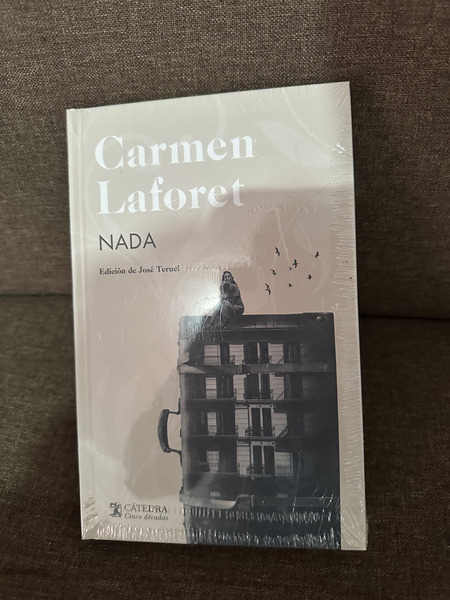 Carmen
Laforet
NADA
Edición de José Teruel
CÁTEDRA
Cinco décadas